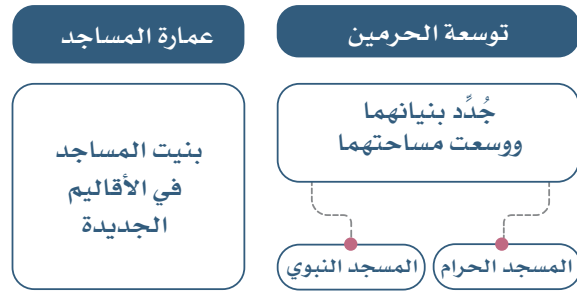 توسعة الحرمين
جُدِّد بنيانهما
ووسعت مساحتهما
المسجد الحرام
المسجد النبوي
عمارة المساجد
بنيت المساجد
في الأقاليم
الجديدة